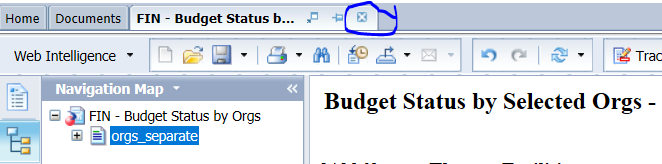 Home Documents FIN - Budget Status b...
Web Intelligence Trac
Navigation Map
Budget Status by Selected Orgs -
FIN - Budget Status by Orgs
orgs_separate